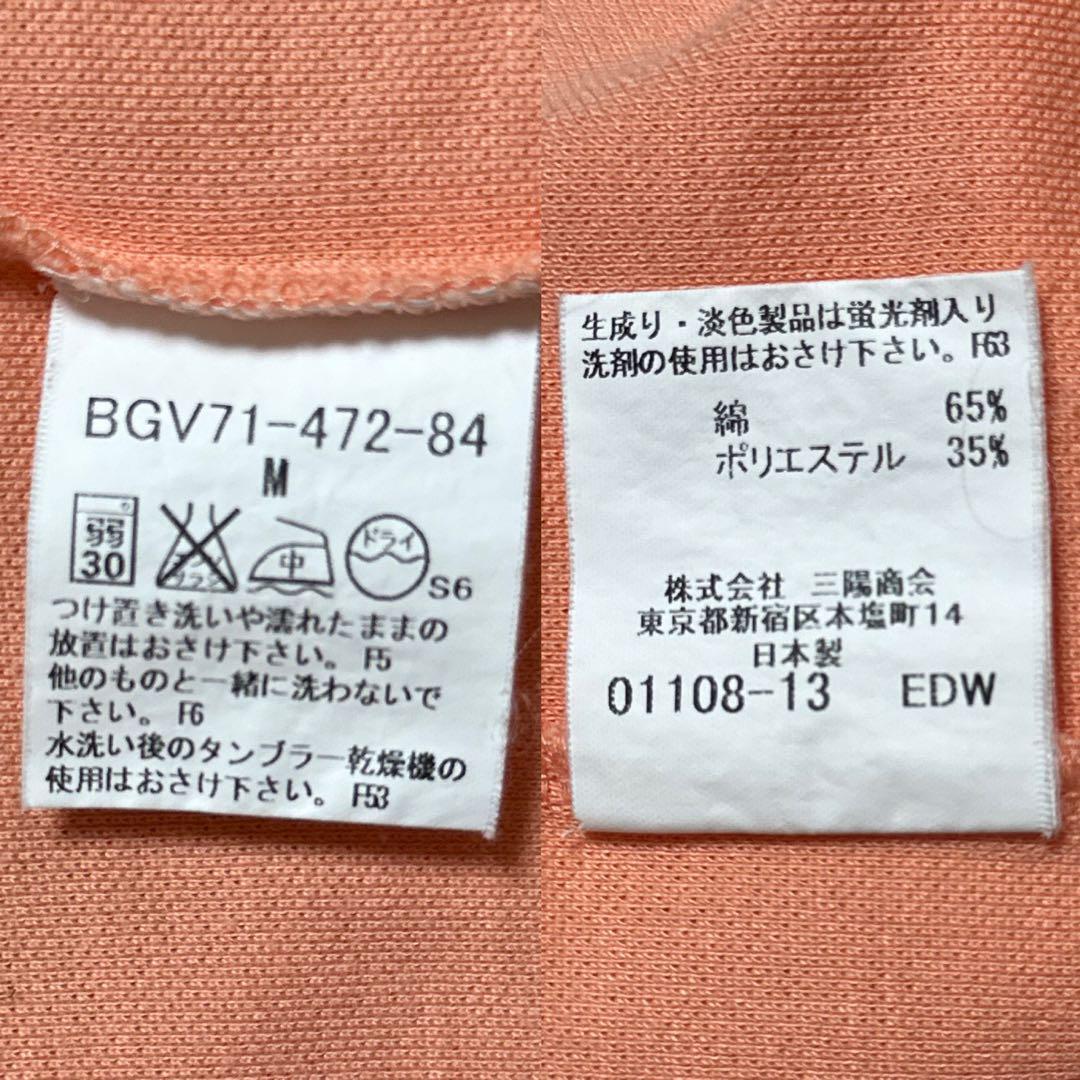 BGV71-472-84
M
弱
30
エンソ
サラシ
中
ドライ
S6
つけ置き洗いや濡れたままの
放置はおさけ下さい。F5
他のものと一緒に洗わないで
下さい。F6
水洗い後のタンブラー乾燥機の
使用はおさけ下さい。F53
生成り・淡色製品は蛍光剤入り
洗剤の使用はおさけ下さい。F63
綿 65%
ポリエステル 35%
株式会社 三陽商会
東京都新宿区本塩町14
日本製
01108-13 EDW